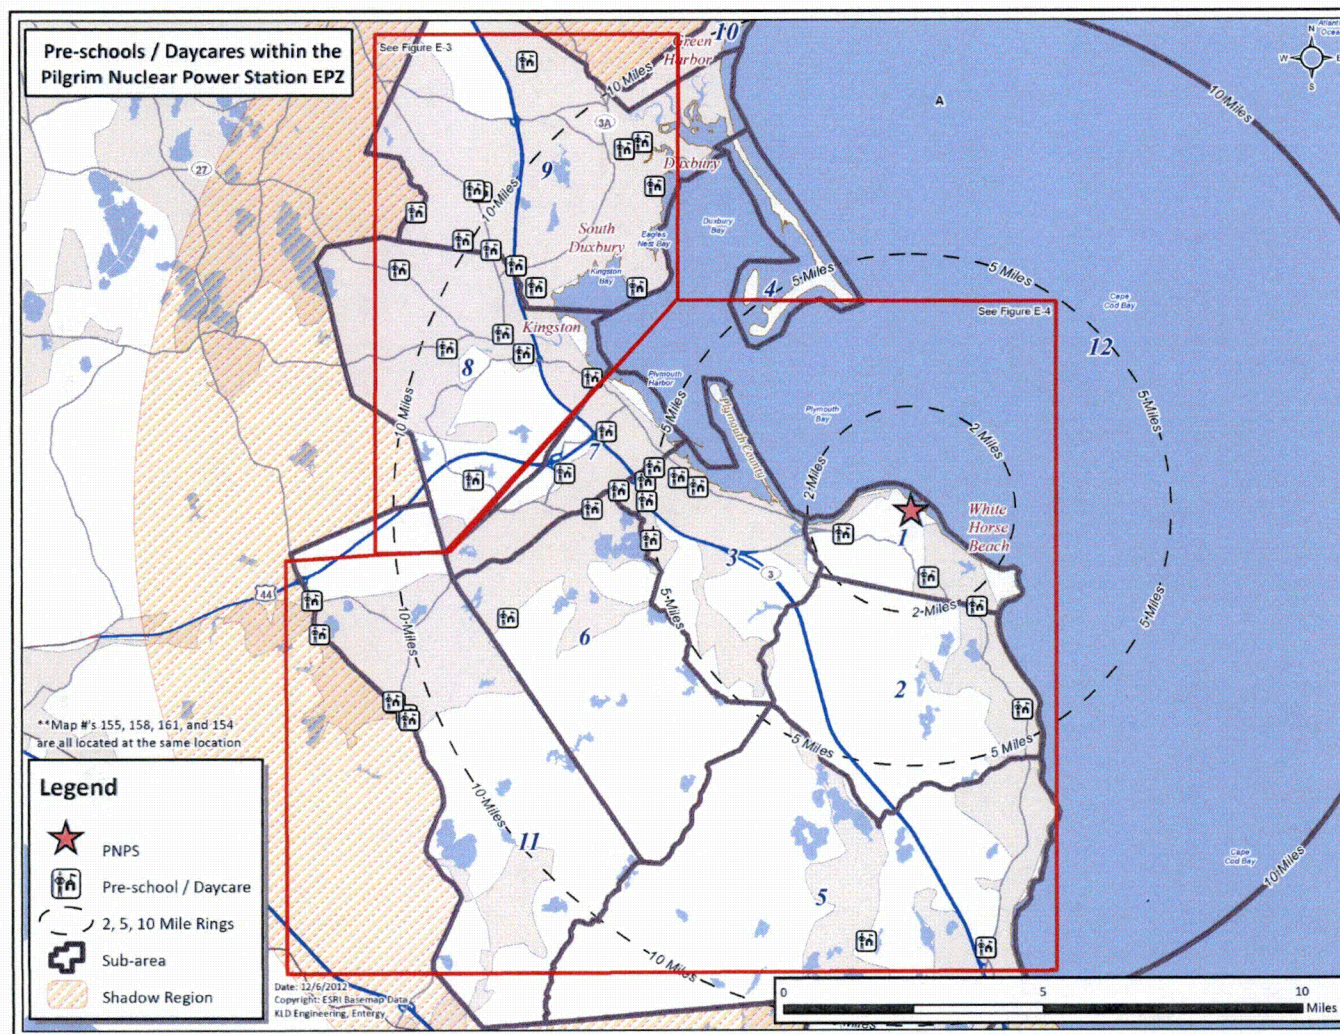 Pre-schools / Daycares within the
Pilgrim Nuclear Power Station EPZ
See Figure E-3
10
Green
Harbor
10 Miles
N
W
E
S
A
10 Miles
3A
27
9
Duxbury
10 Miles
South
Duxbury
Eagles
Nest Bay
Duxbury
Bay
Kingston
Bay
4
5 Miles
5 Miles
Cape
Cod Bay
See Figure E-4
12
Kingston
8
Plymouth
Harbor
5 Miles
Plymouth County
Plymouth
Bay
5 Miles
10 Miles
7
2 Miles
2 Miles
White
Horse
Beach
1
3
3
44
10 Miles
5 Miles
2 Miles
5 Miles
6
2
**Map #'s 155, 158, 161, and 154
are all located at the same location
5 Miles
5 Miles
10 Miles
11
5
Cape
Cod Bay
10 Miles
10 Miles
Legend
PNPS
Pre-school / Daycare
2, 5, 10 Mile Rings
Sub-area
Shadow Region
Date: 12/6/2012
Copyright: ESRI Basemap Data
KLD Engineering, Entergy
0
5
10
Miles